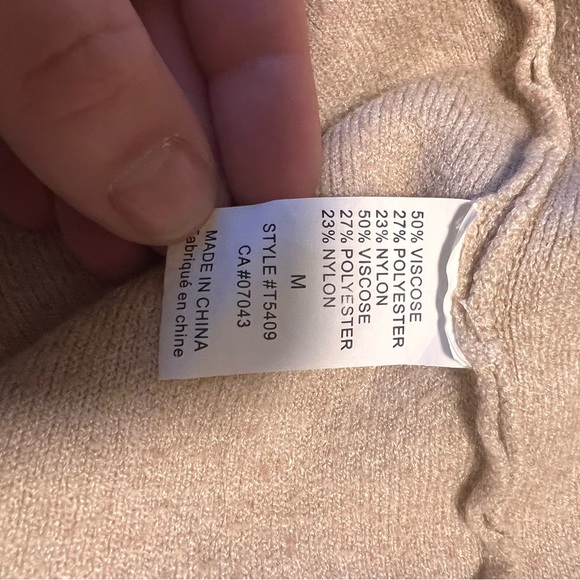 50% VISCOSE
27% POLYESTER
23% NYLON
50% VISCOSE
27% POLYESTER
23% NYLON
M
STYLE #T5409
CA #07043
MADE IN CHINA
Fabriqué en chine